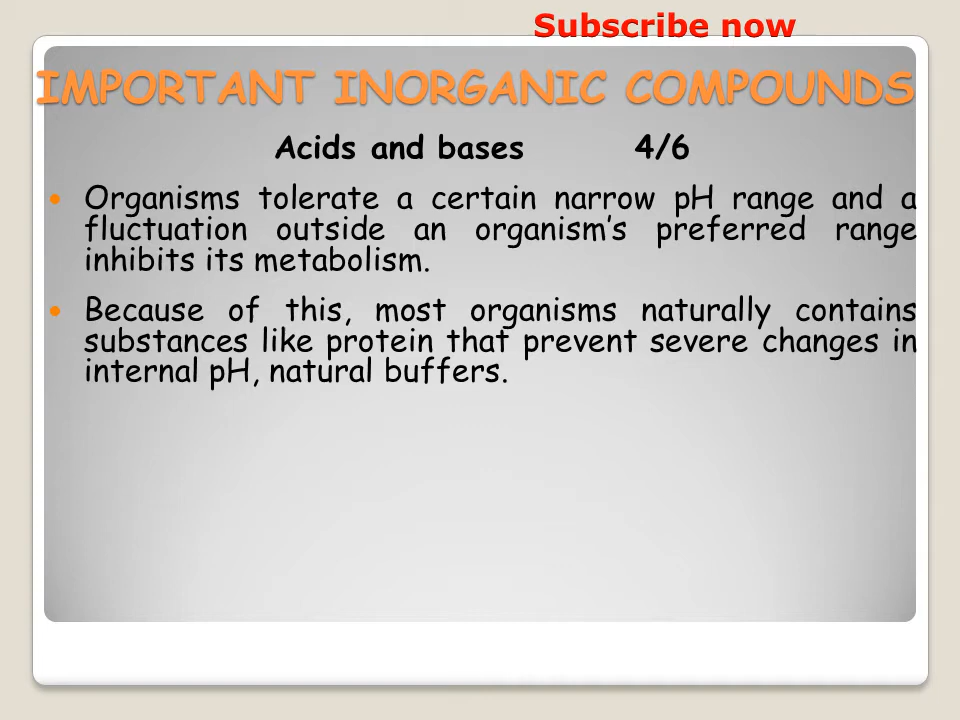 Subscribe now
IMPORTANT INORGANIC COMPOUNDS
Acids and bases 4/6
• Organisms tolerate a certain narrow pH range and a
fluctuation outside an organism’s preferred range
inhibits its metabolism.
• Because of this, most organisms naturally contains
substances like protein that prevent severe changes in
internal pH, natural buffers.